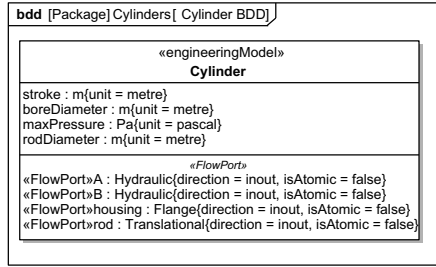 bdd [Package] Cylinders[ Cylinder BDD]
«engineeringModel»
Cylinder
stroke : m{unit = metre}
boreDiameter : m{unit = metre}
maxPressure : Pa{unit = pascal}
rodDiameter : m{unit = metre}
«FlowPort»
«FlowPort»A : Hydraulic{direction = inout, isAtomic = false}
«FlowPort»B : Hydraulic{direction = inout, isAtomic = false}
«FlowPort»housing : Flange{direction = inout, isAtomic = false}
«FlowPort»rod : Translational{direction = inout, isAtomic = false}